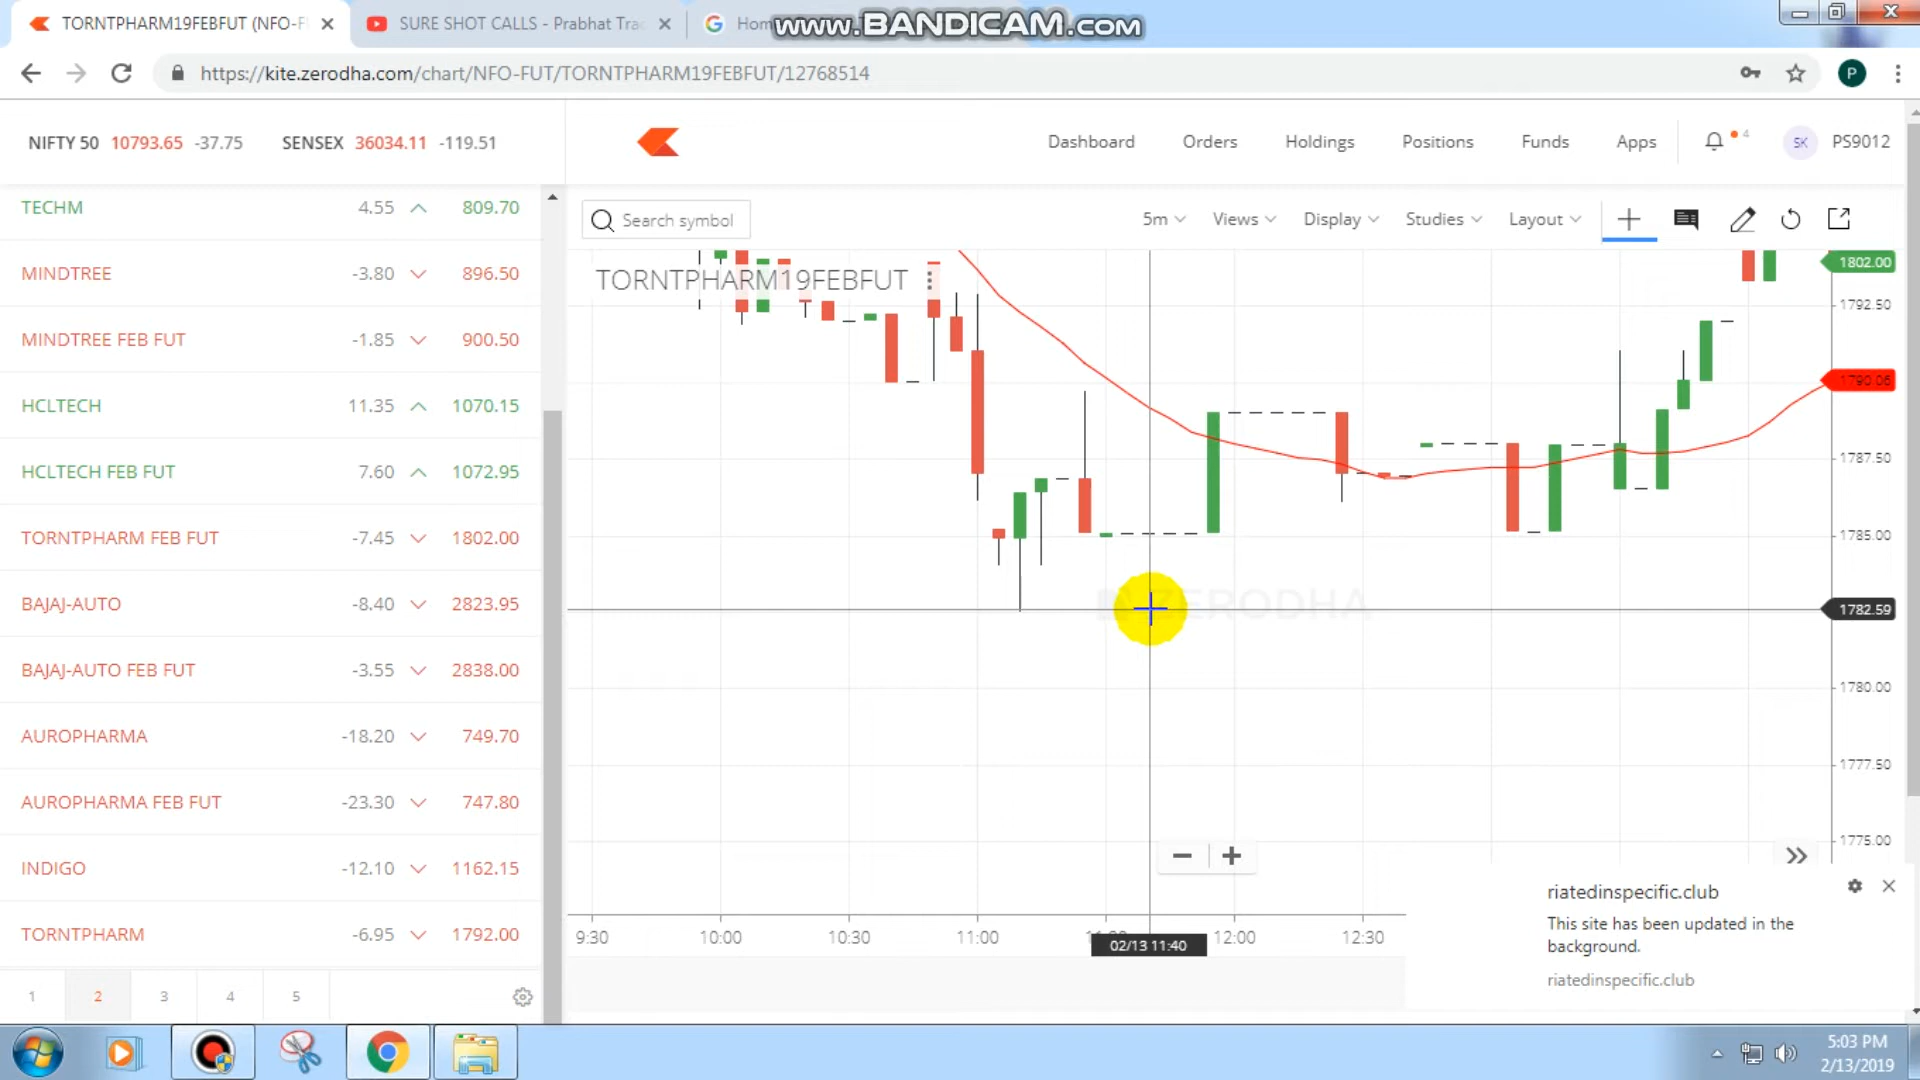 TORNTPHARM19FEBFUT (NFO-F
SURE SHOT CALLS - Prabhat Tra
Hom
www.BANDICAM.com
https://kite.zerodha.com/chart/NFO-FUT/TORNTPHARM19FEBFUT/12768514
P
NIFTY 50 10793.65 -37.75 SENSEX 36034.11 -119.51
Dashboard Orders Holdings Positions Funds Apps 4 SK PS9012
TECHM 4.55 809.70
MINDTREE -3.80 896.50
MINDTREE FEB FUT -1.85 900.50
HCLTECH 11.35 1070.15
HCLTECH FEB FUT 7.60 1072.95
TORNTPHARM FEB FUT -7.45 1802.00
BAJAJ-AUTO -8.40 2823.95
BAJAJ-AUTO FEB FUT -3.55 2838.00
AUROPHARMA -18.20 749.70
AUROPHARMA FEB FUT -23.30 747.80
INDIGO -12.10 1162.15
TORNTPHARM -6.95 1792.00
1 2 3 4 5
Search symbol 5m Views Display Studies Layout
TORNTPHARM19FEBFUT
1802.00
1792.50
1790.06
1787.50
1785.00
1782.59
1780.00
1777.50
1775.00
ZERODHA
9:30 10:00 10:30 11:00 12:00 12:30
02/13 11:40
riatedinspecific.club
This site has been updated in the
background.
riatedinspecific.club
5:03 PM
2/13/2019